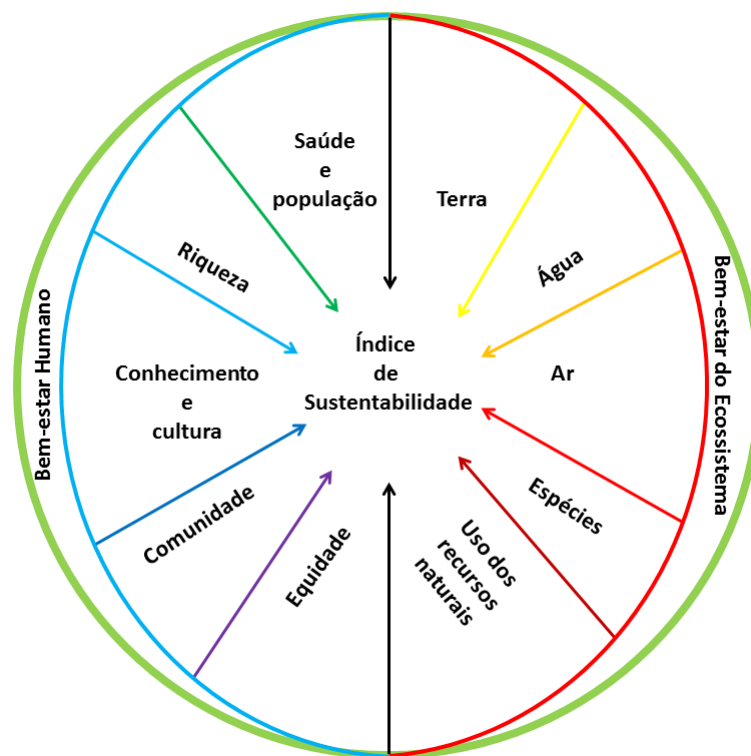 Saúde
e
população
Terra
Riqueza
Água
Bem-estar Humano
Bem-estar do Ecossistema
Índice
de
Sustentabilidade
Conhecimento
e
cultura
Ar
Comunidade
Espécies
Equidade
Uso dos
recursos
naturais